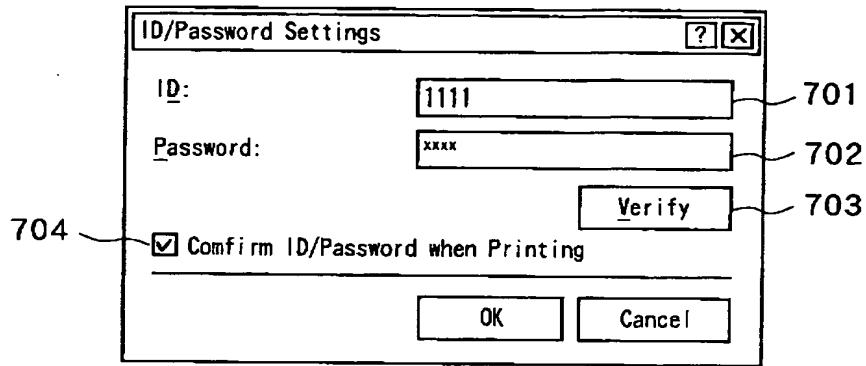 ID/Password Settings ? X
ID: 1111 701
Password: xxxx 702
Verify 703
704 Comfirm ID/Password when Printing
OK Cancel